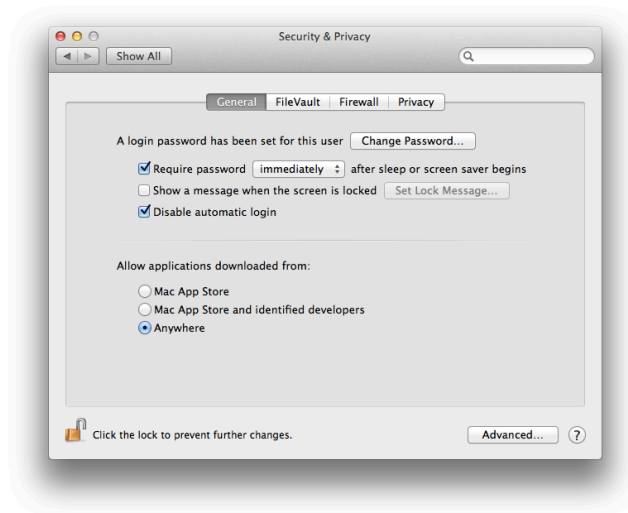 Security & Privacy
Show All
General FileVault Firewall Privacy
A login password has been set for this user Change Password...
Require password immediately after sleep or screen saver begins
Show a message when the screen is locked Set Lock Message...
Disable automatic login
Allow applications downloaded from:
Mac App Store
Mac App Store and identified developers
Anywhere
Click the lock to prevent further changes. Advanced... ?